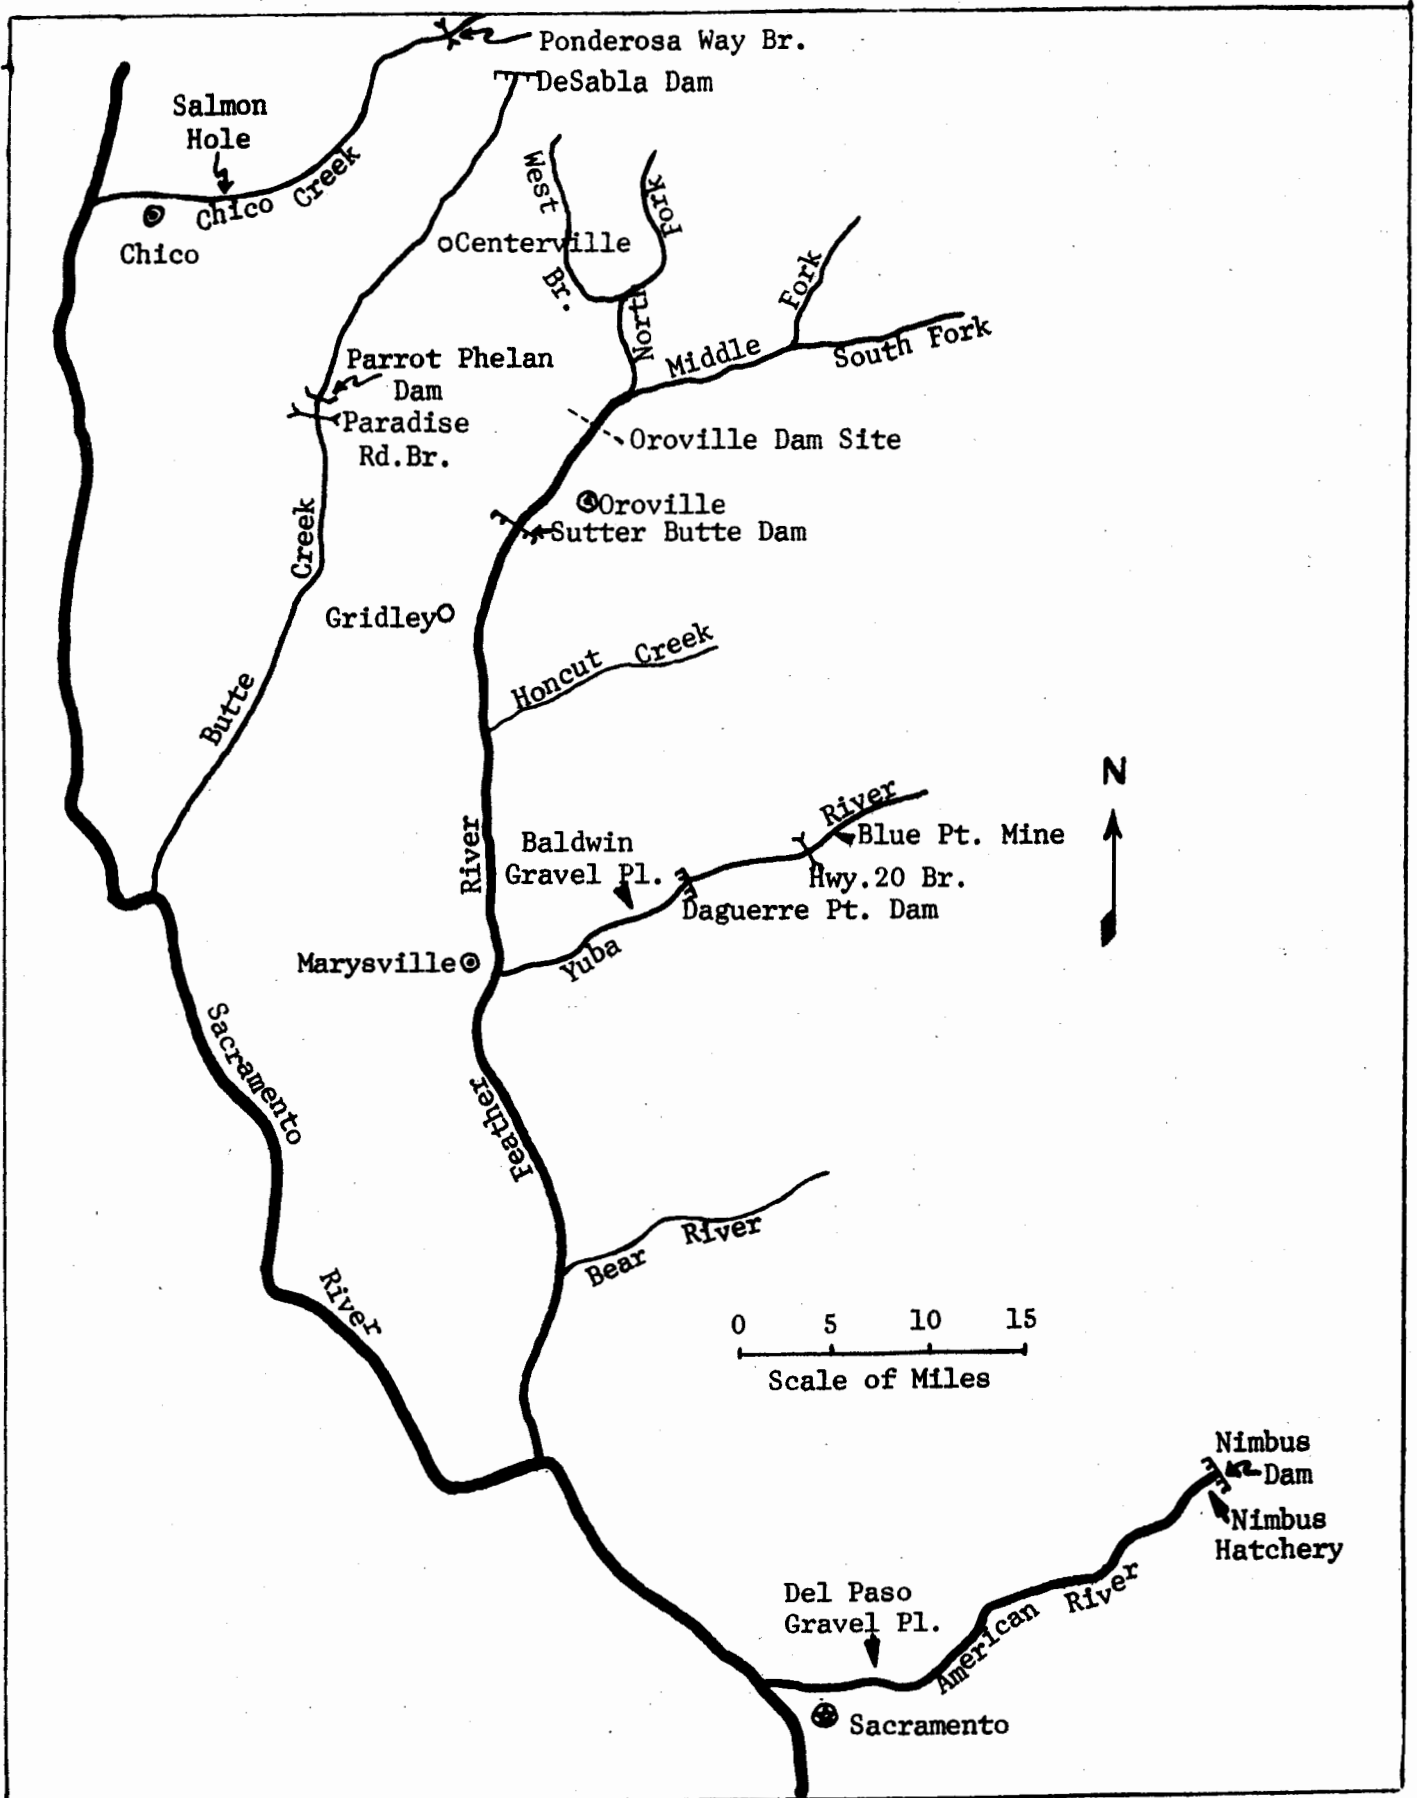 Ponderosa Way Br.
DeSabla Dam
Salmon
Hole
Chico Creek
Chico
West
Br.
Fork
North
Centerville
Fork
Middle
South Fork
Parrot Phelan
Dam
Paradise
Rd.Br.
Oroville Dam Site
Oroville
Sutter Butte Dam
Creek
Butte
Gridley
Honcut Creek
N
River
Blue Pt. Mine
Baldwin
Gravel Pl.
Hwy.20 Br.
Daguerre Pt. Dam
Yuba
River
Marysville
Sacramento
Feather
Bear River
River
0 5 10 15
Scale of Miles
Nimbus
Dam
Nimbus
Hatchery
Del Paso
Gravel Pl.
American River
Sacramento